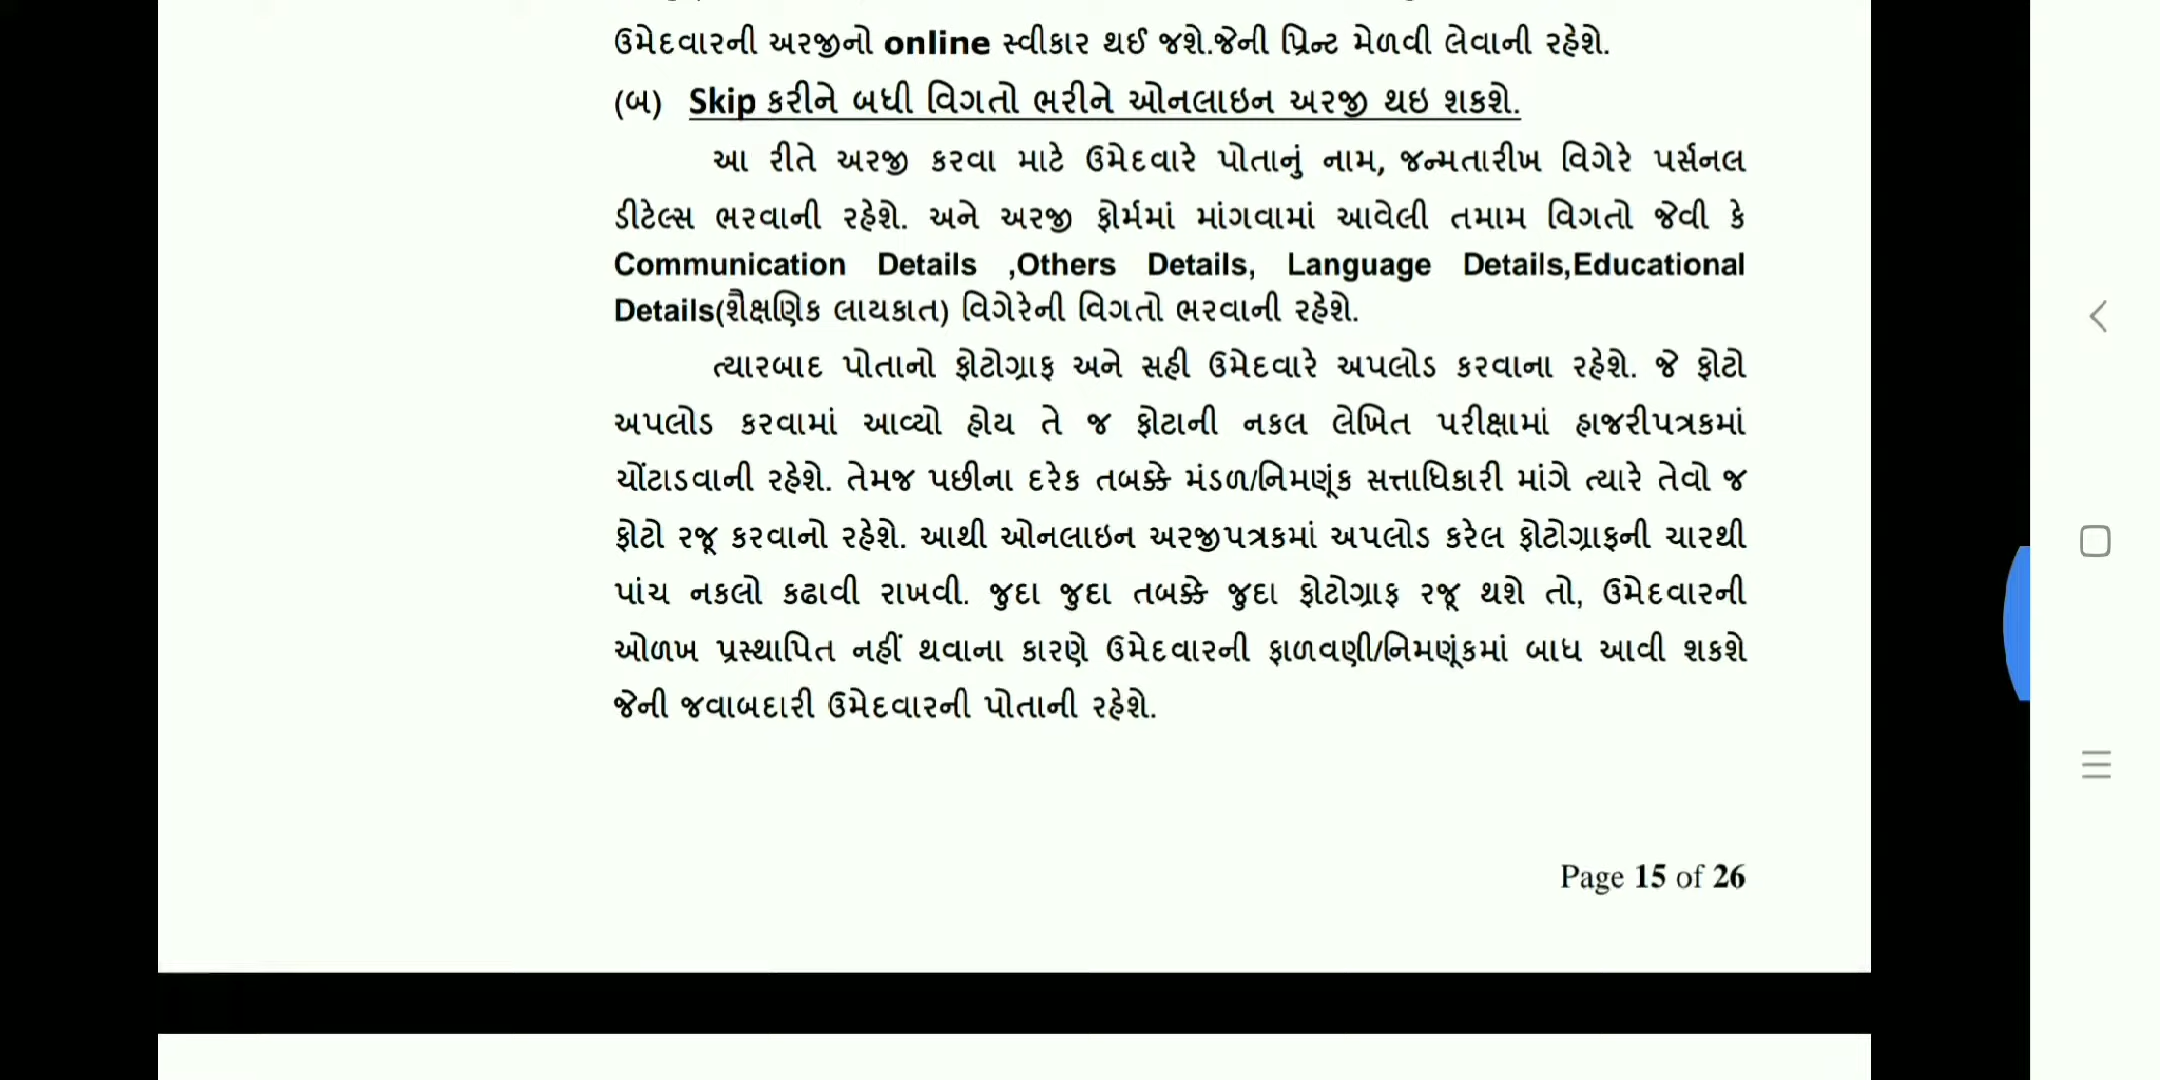 ઉમેદવારની અરજીનો online સ્વીકાર થઈ જશે.જેની પ્રિન્ટ મેળવી લેવાની રહેશે.
(બ) Skip કરીને બધી વિગતો ભરીને ઓનલાઇન અરજી થઇ શકશે.
આ રીતે અરજી કરવા માટે ઉમેદવારે પોતાનું નામ, જન્મતારીખ વિગેરે પર્સનલ
ડીટેલ્સ ભરવાની રહેશે. અને અરજી ફોર્મમાં માંગવામાં આવેલી તમામ વિગતો જેવી કે
Communication Details ,Others Details, Language Details,Educational
Details(શૈક્ષણિક લાયકાત) વિગેરેની વિગતો ભરવાની રહેશે.
ત્યારબાદ પોતાનો ફોટોગ્રાફ અને સહી ઉમેદવારે અપલોડ કરવાના રહેશે. જે ફોટો
અપલોડ કરવામાં આવ્યો હોય તે જ ફોટાની નકલ લેખિત પરીક્ષામાં હાજરીપત્રકમાં
ચોંટાડવાની રહેશે. તેમજ પછીના દરેક તબક્કે મંડળ/નિમણૂંક સત્તાધિકારી માંગે ત્યારે તેવો જ
ફોટો રજૂ કરવાનો રહેશે. આથી ઓનલાઇન અરજીપત્રકમાં અપલોડ કરેલ ફોટોગ્રાફની ચારથી
પાંચ નકલો કઢાવી રાખવી. જુદા જુદા તબક્કે જુદા ફોટોગ્રાફ રજૂ થશે તો, ઉમેદવારની
ઓળખ પ્રસ્થાપિત નહીં થવાના કારણે ઉમેદવારની ફાળવણી/નિમણૂંકમાં બાધ આવી શકશે
જેની જવાબદારી ઉમેદવારની પોતાની રહેશે.
Page 15 of 26